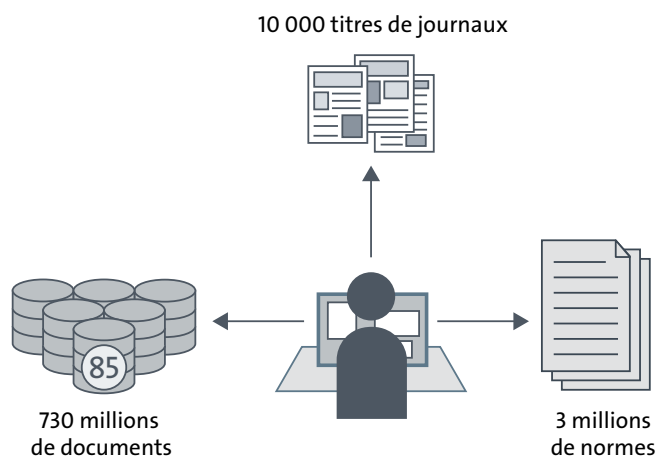 10 000 titres de journaux
85
730 millions
de documents
3 millions
de normes